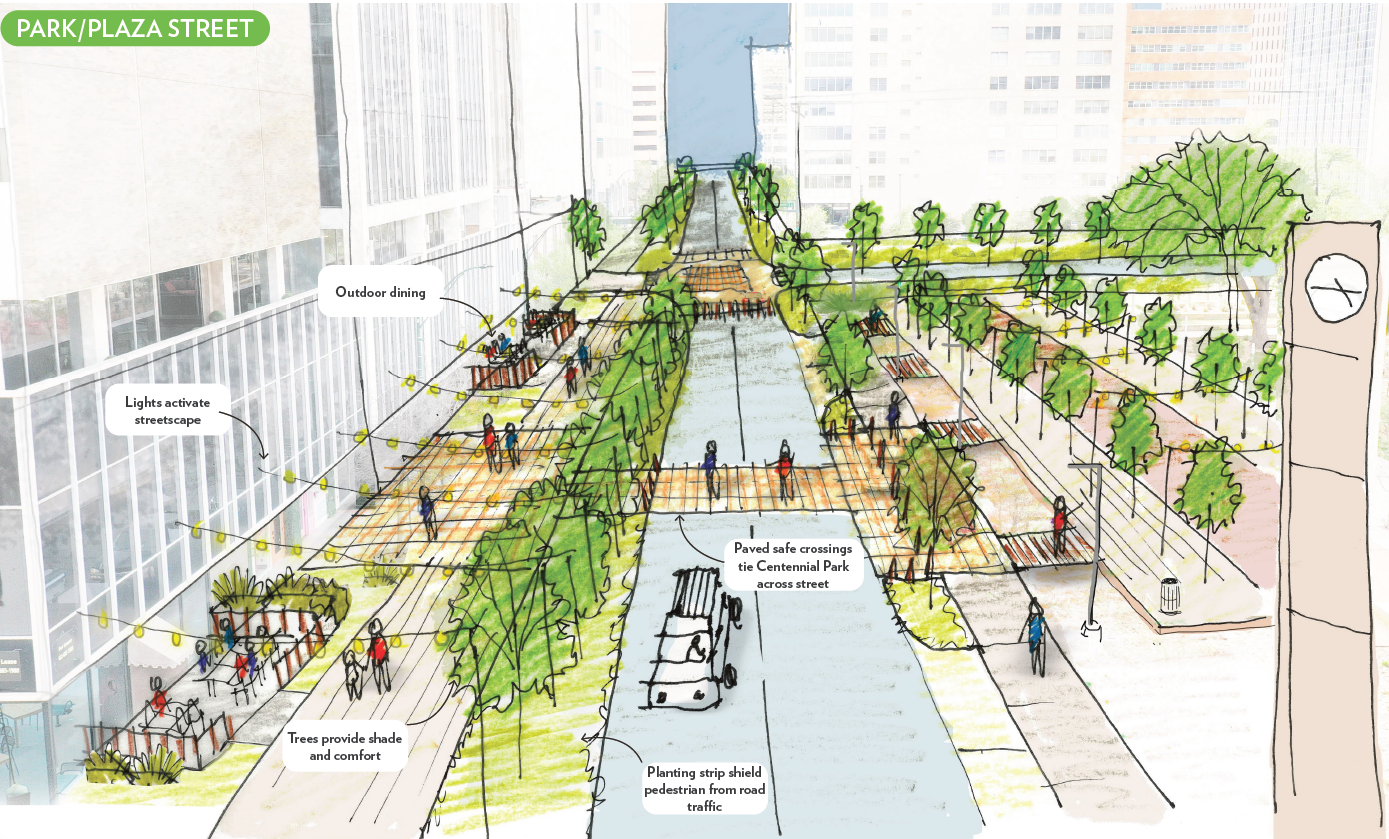 PARK/PLAZA STREET
Outdoor dining
Lights activate
streetscape
Paved safe crossings
tie Centennial Park
across street
Trees provide shade
and comfort
Planting strip shield
pedestrian from road
traffic